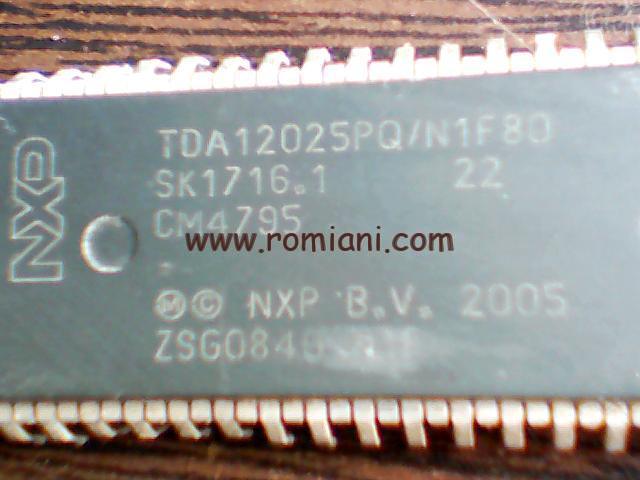 NXP
TDA12025PQ/N1F80
SK1716.1 22
CM4795
www.romiani.com
Ⓜ© NXP B.V. 2005